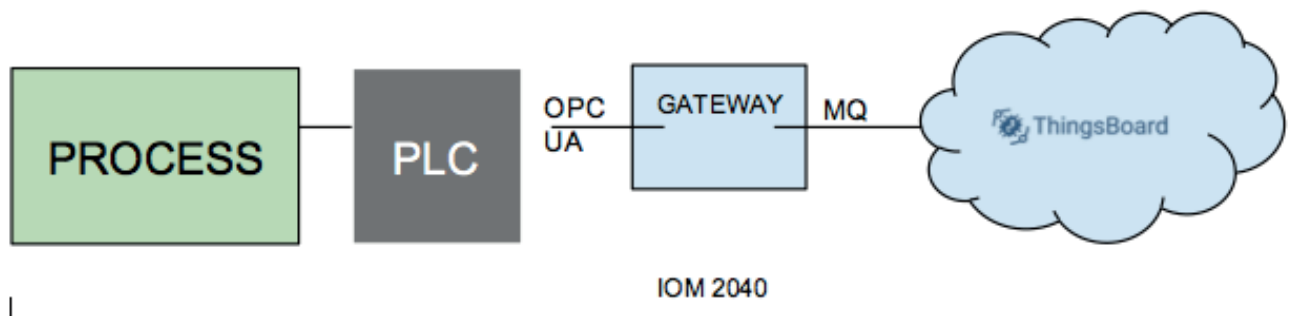 PROCESS
PLC
OPC
UA
GATEWAY
MQ
ThingsBoard
IOM 2040